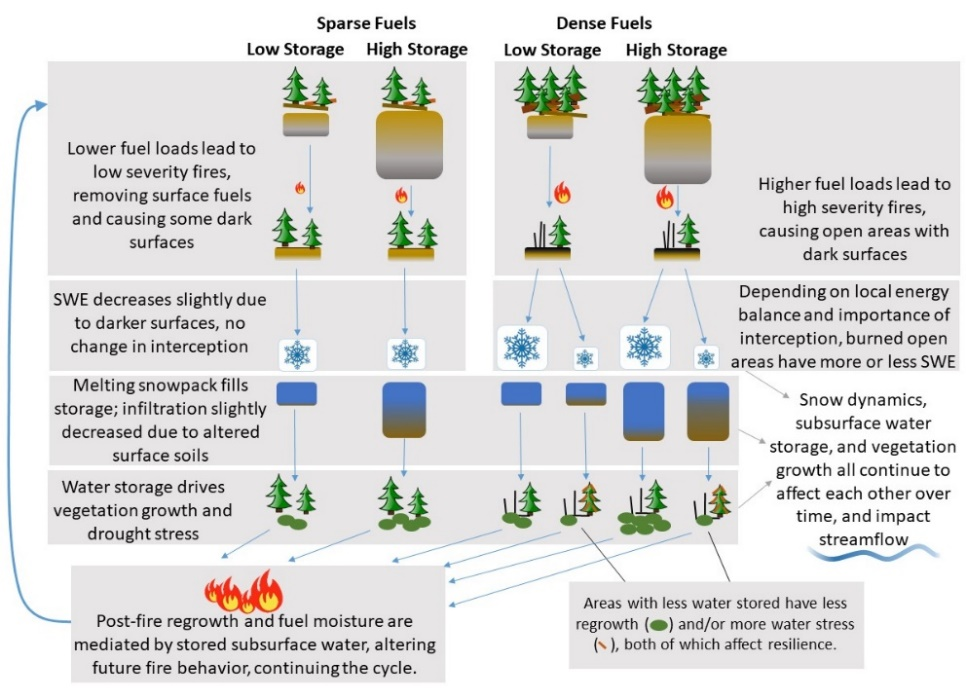 Sparse Fuels
Dense Fuels
Low Storage
High Storage
Low Storage
High Storage
Lower fuel loads lead to
low severity fires,
removing surface fuels
and causing some dark
surfaces
Higher fuel loads lead to
high severity fires,
causing open areas with
dark surfaces
SWE decreases slightly due
to darker surfaces, no
change in interception
Depending on local energy
balance and importance of
interception, burned open
areas have more or less SWE
Melting snowpack fills
storage; infiltration slightly
decreased due to altered
surface soils
Snow dynamics,
subsurface water
storage, and vegetation
growth all continue to
affect each other over
time, and impact
streamflow
Water storage drives
vegetation growth and
drought stress
Post-fire regrowth and fuel moisture are
mediated by stored subsurface water, altering
future fire behavior, continuing the cycle.
Areas with less water stored have less
regrowth ( ) and/or more water stress
( ), both of which affect resilience.